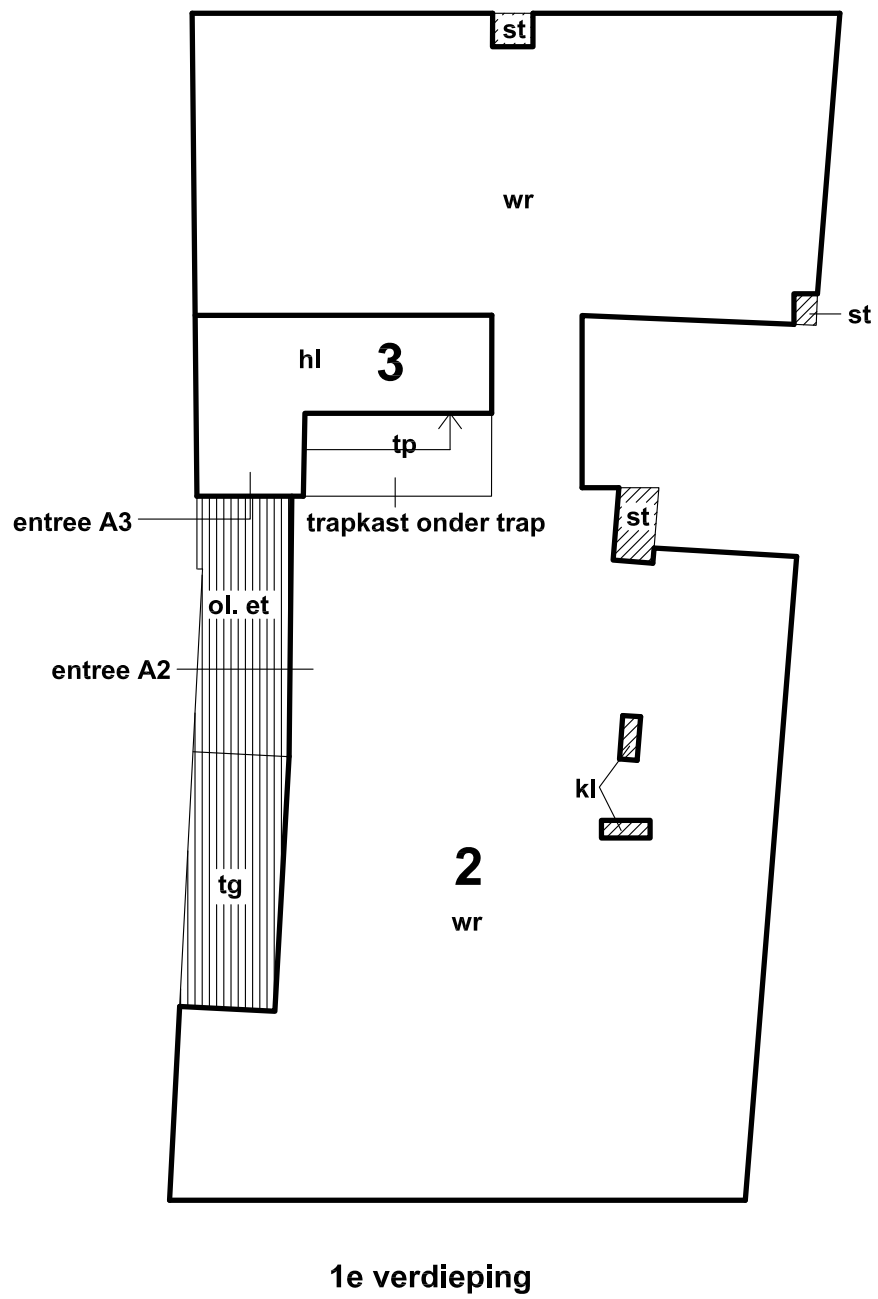 st
wr
st
hl
3
tp
entree A3
trapkast onder trap
st
ol. et
entree A2
kl
2
tg
wr
1e verdieping